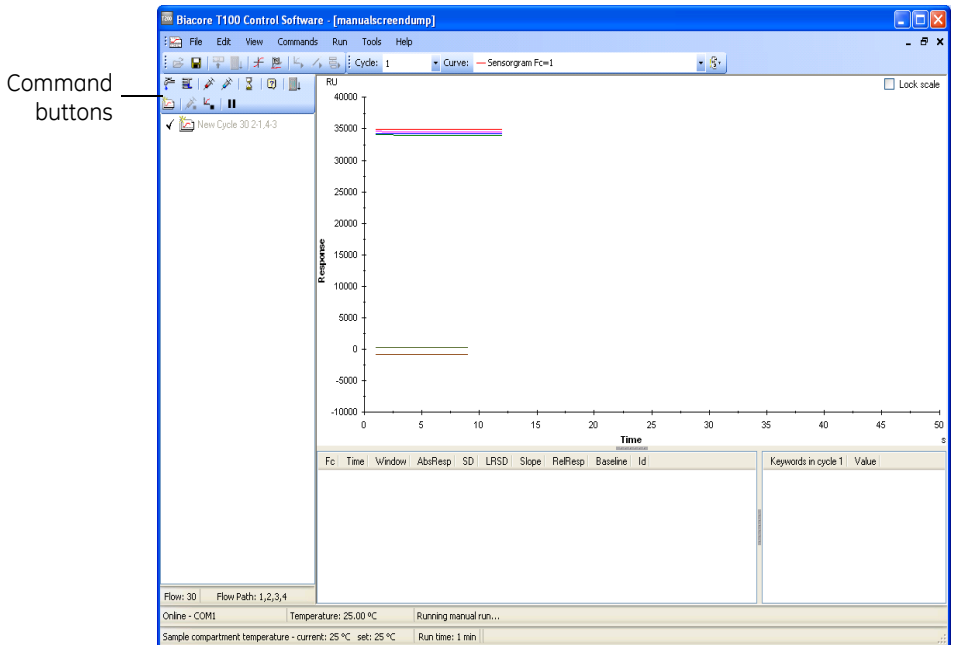 Command
buttons
T200 Biacore T100 Control Software - [manualscreendump]
File Edit View Commands Run Tools Help
Cycle: 1 Curve: Sensorgram Fc=1
New Cycle 30 2-1,4-3
RU
Lock scale
40000
35000
30000
25000
20000
15000
10000
5000
0
-5000
-10000
Response
0 5 10 15 20 25 30 35 40 45 50
Time
s
Fc Time Window AbsResp SD LRSD Slope RelResp Baseline Id
Keywords in cycle 1 Value
Flow: 30 Flow Path: 1,2,3,4
Online - COM1 Temperature: 25.00 ºC Running manual run...
Sample compartment temperature - current: 25 ºC set: 25 ºC Run time: 1 min